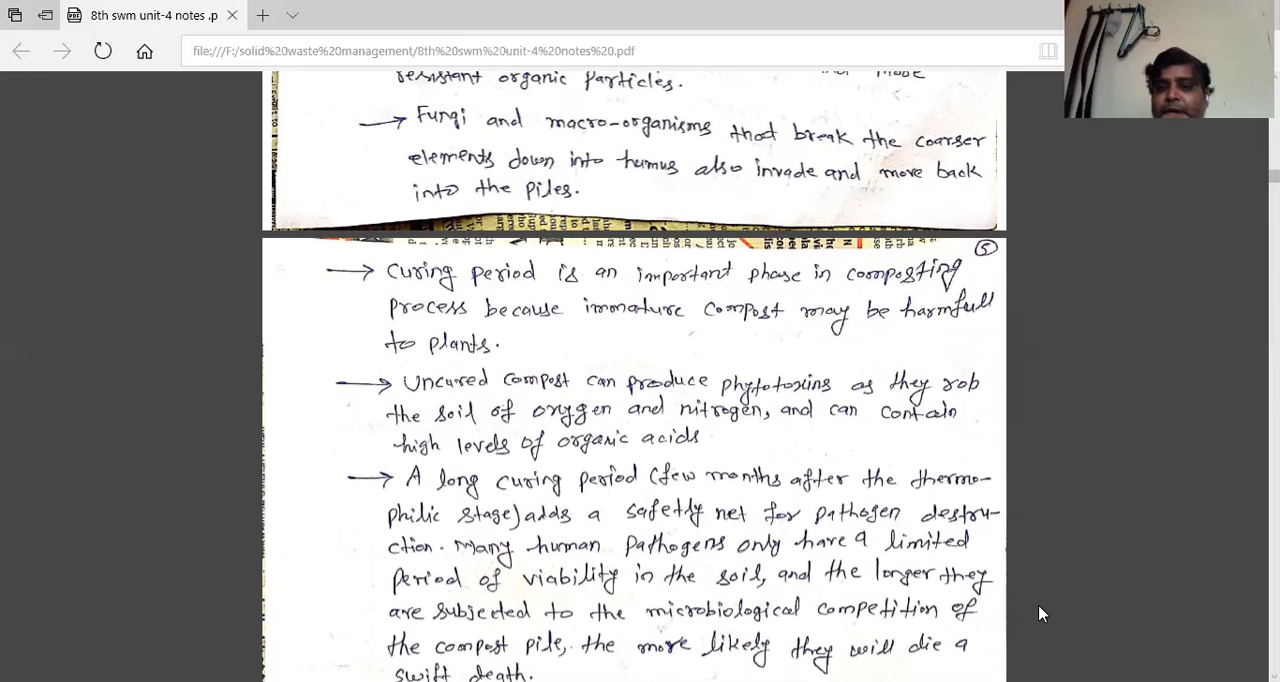 8th swm unit-4 notes .p
file:///F:/solid%20waste%20management/8th%20swm%20unit-4%20notes%20.pdf
resistant organic particles.
→ Fungi and macro-organisms that break the coarser
elements down into humus also invade and move back
into the piles.
5
→ Curing period is an important phase in composting
process because immature compost may be harmfull
to plants.
→ Uncured compost can produce phytotoxins as they rob
the soil of oxygen and nitrogen, and can contain
high levels of organic acids
→ A long curing period (few months after the thermo-
philic stage) adds a safetly net for pathogen destru-
ction. Many human pathogens only have a limited
period of viability in the soil, and the longer they
are subjected to the microbiological competition of
the compost pile, the more likely they will die a
swift death.